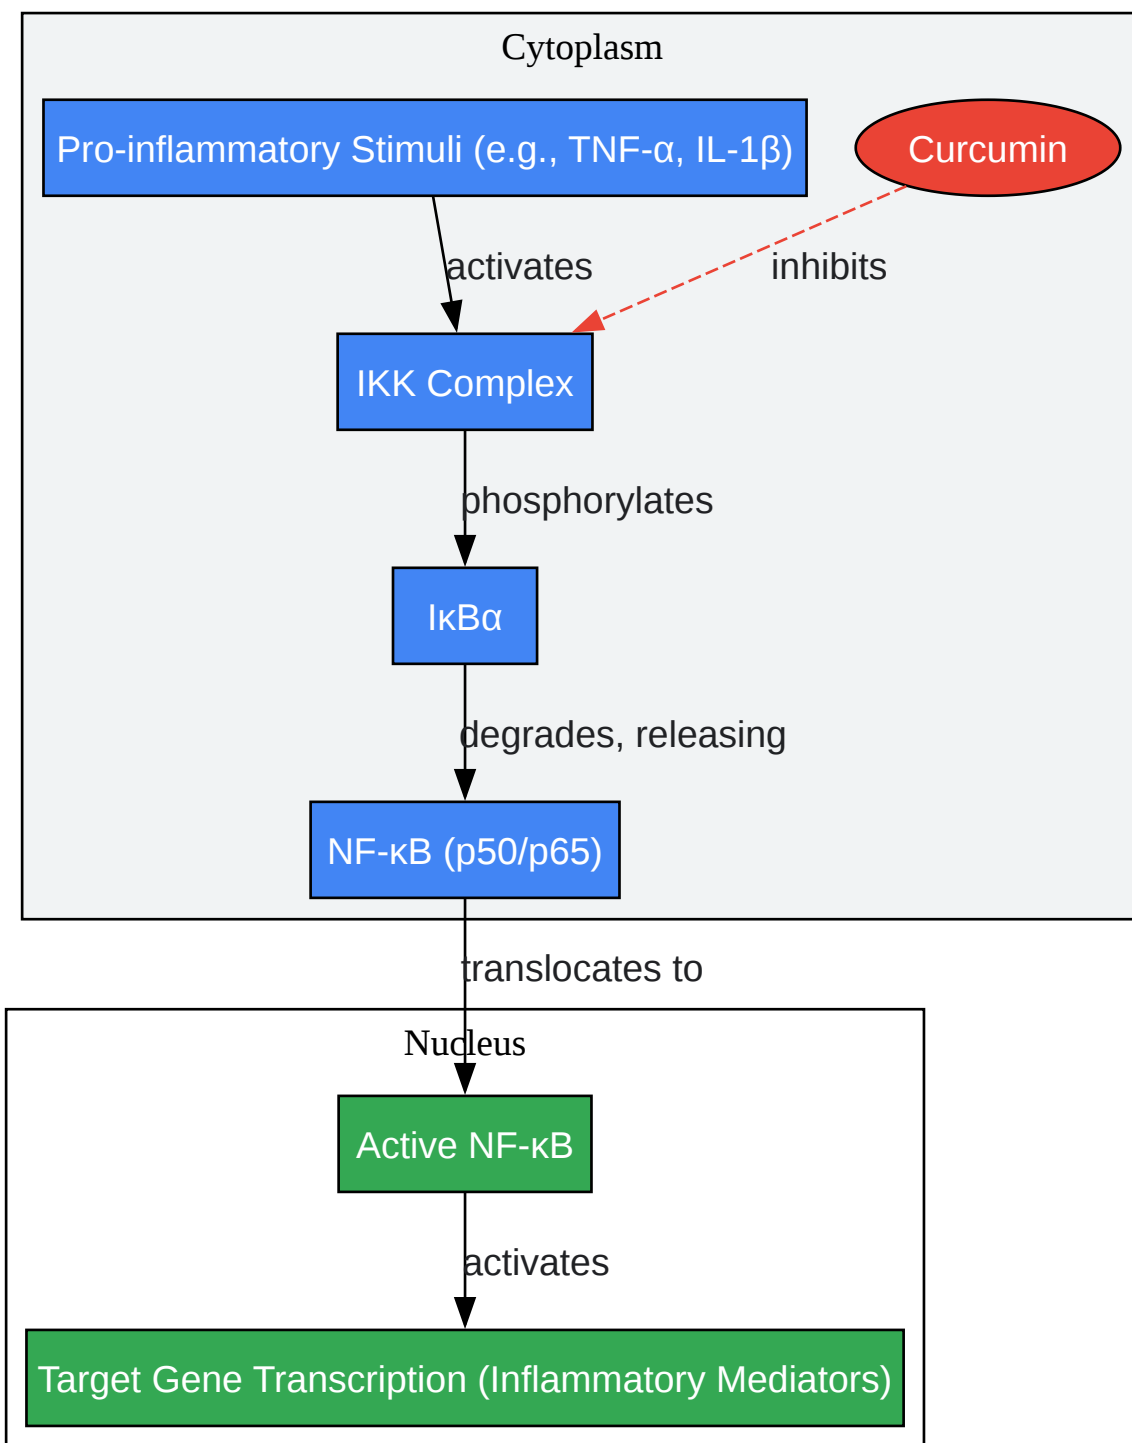 Cytoplasm
Pro-inflammatory Stimuli (e.g., TNF-α, IL-1β)
Curcumin
activates
inhibits
IKK Complex
phosphorylates
IκBα
degrades, releasing
NF-κB (p50/p65)
translocates to
Nucleus
Active NF-κB
activates
Target Gene Transcription (Inflammatory Mediators)